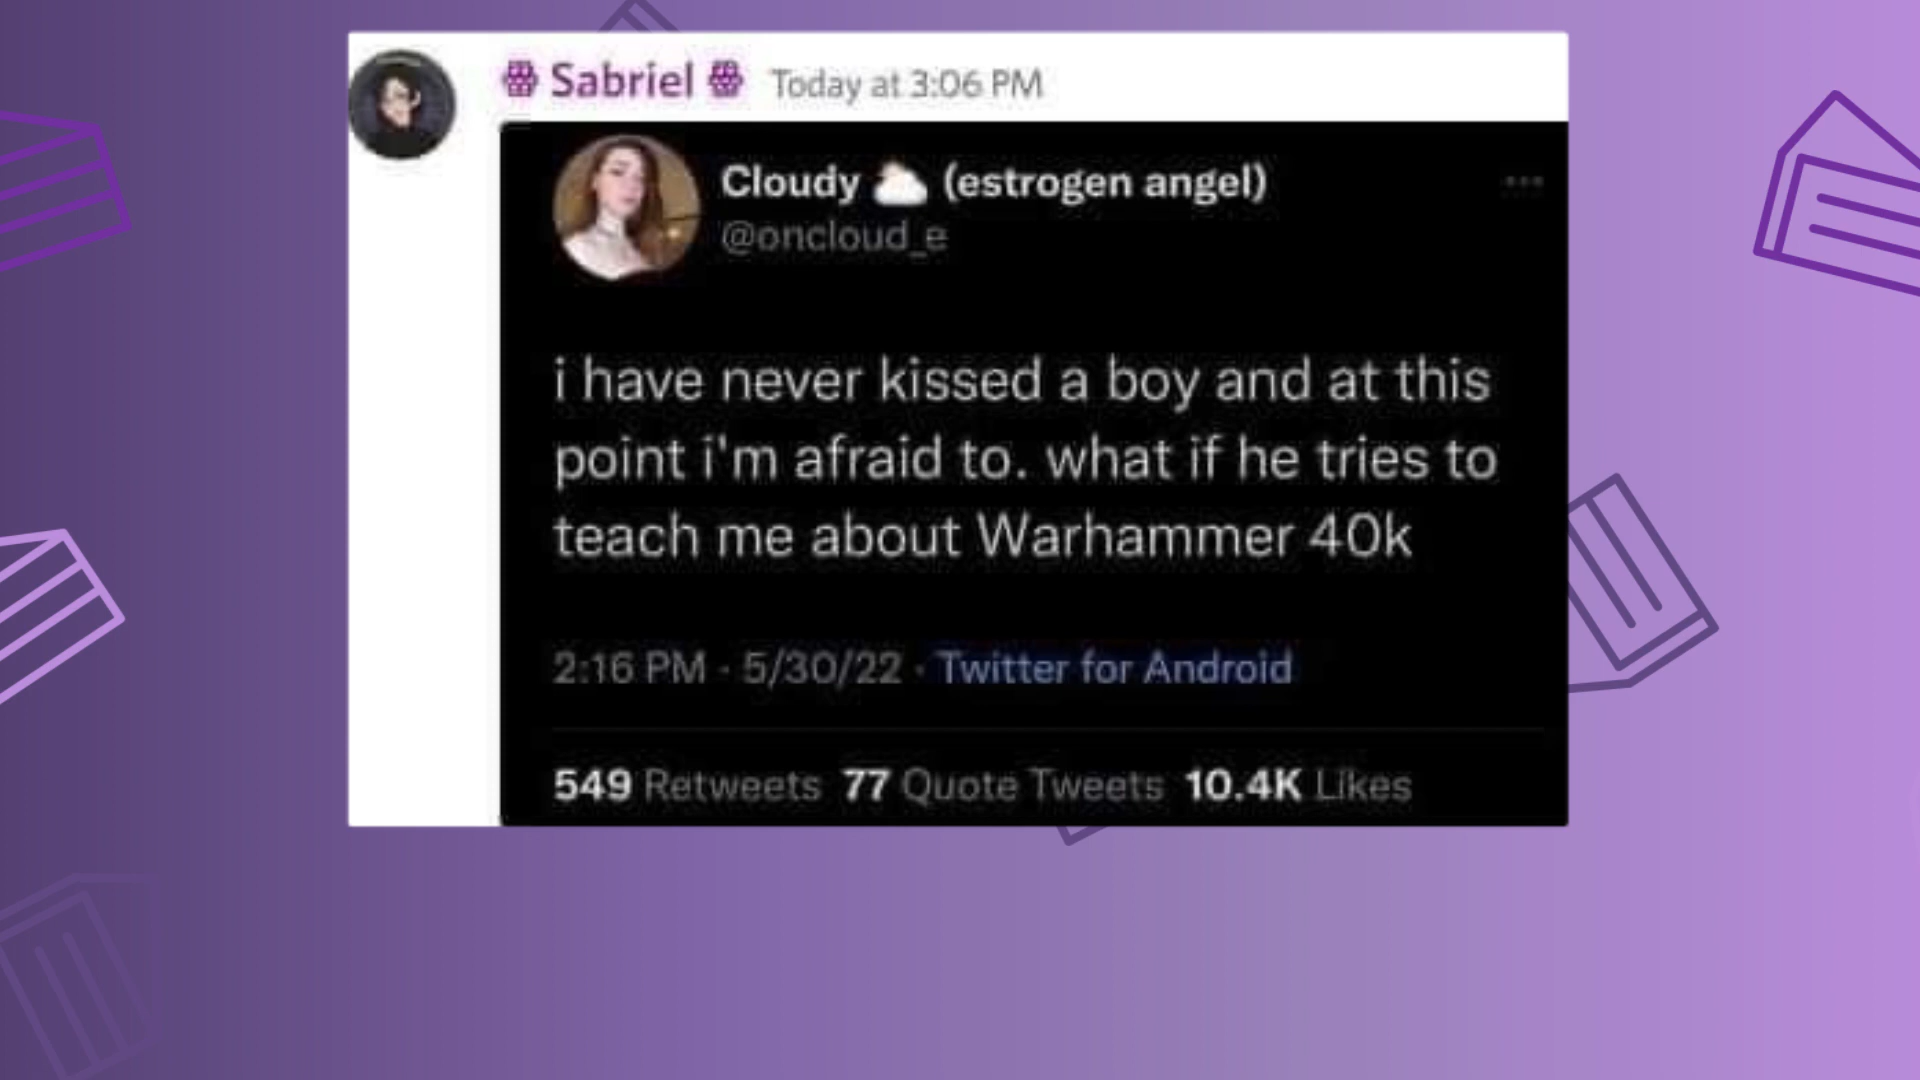 Sabriel Today at 3:06 PM
Cloudy ☁️ (estrogen angel)
@oncloud_e
i have never kissed a boy and at this
point i'm afraid to. what if he tries to
teach me about Warhammer 40k
2:16 PM · 5/30/22 · Twitter for Android
549 Retweets 77 Quote Tweets 10.4K Likes